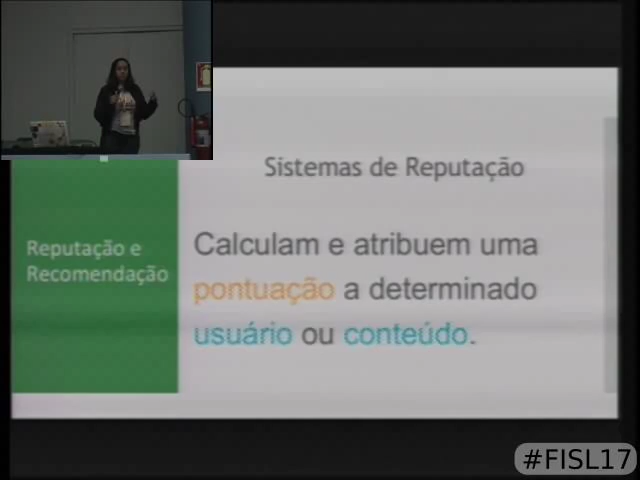 Sistemas de Reputação
Reputação e
Recomendação
Calculam e atribuem uma
pontuação a determinado
usuário ou conteúdo.
#FISL17